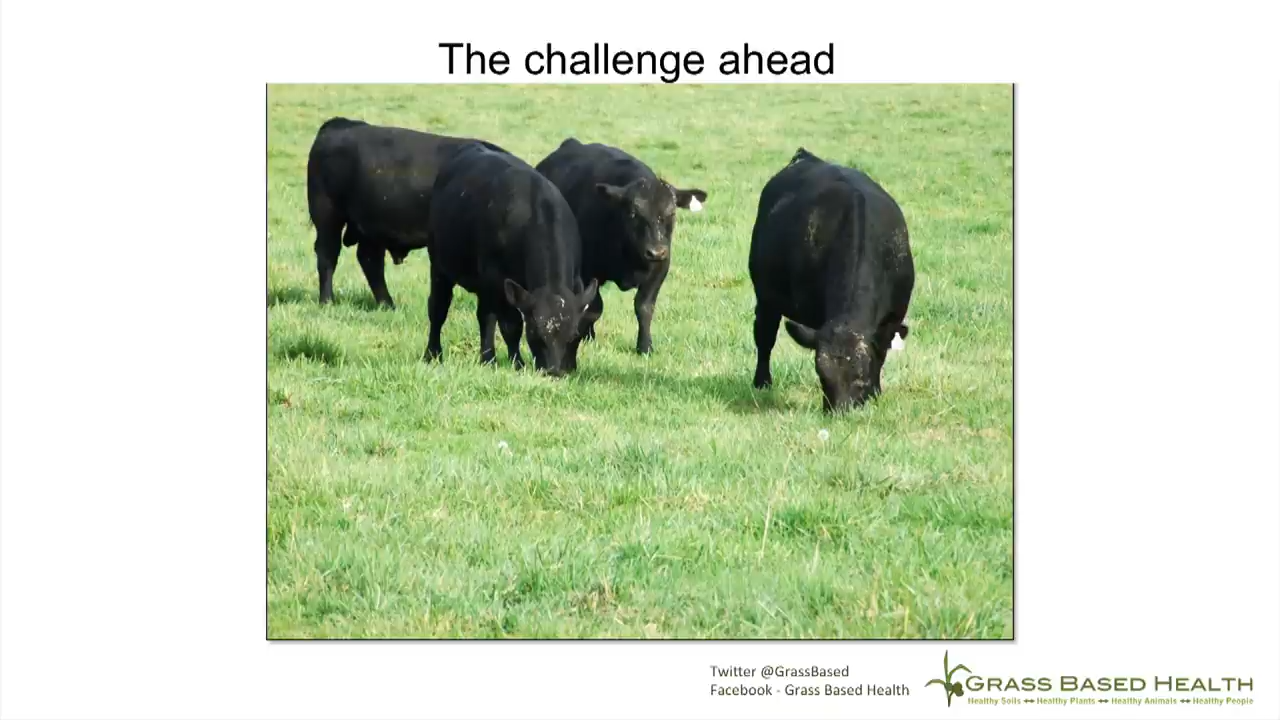 The challenge ahead
Twitter @GrassBased
Facebook - Grass Based Health
GRASS BASED HEALTH
Healthy Soils ↔ Healthy Plants ↔ Healthy Animals ↔ Healthy People